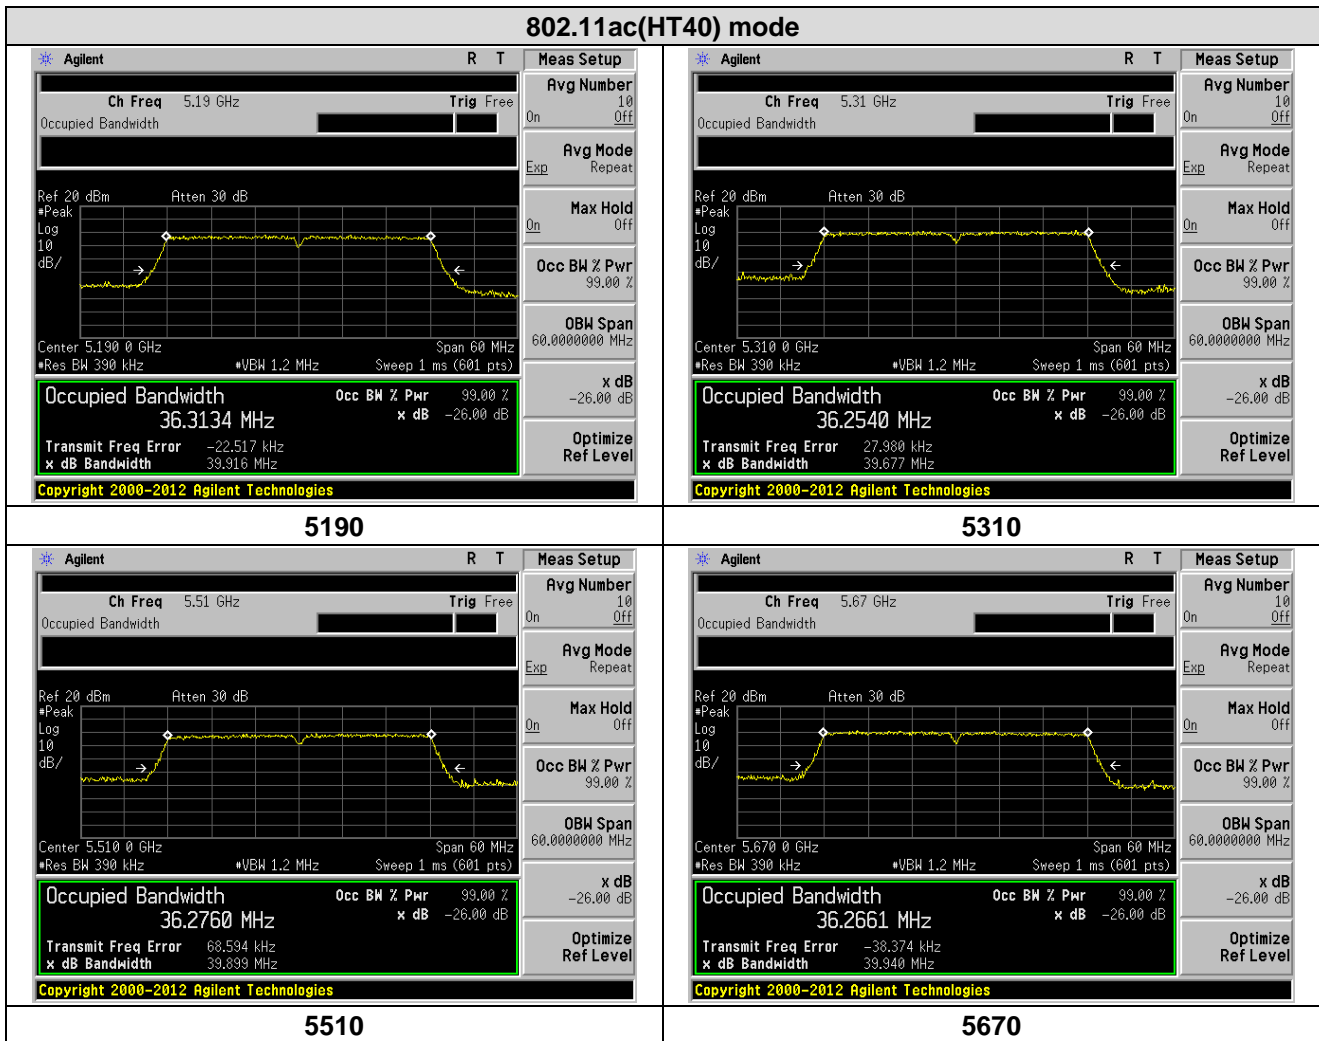 802.11ac(HT40) mode
Agilent R T Meas Setup
Ch Freq 5.19 GHz Trig Free
Occupied Bandwidth
Avg Number
10
On Off
Avg Mode
Exp Repeat
Ref 20 dBm Atten 30 dB
#Peak
Log
10
dB/
Max Hold
On Off
Occ BW % Pwr
99.00 %
OBW Span
60.0000000 MHz
Center 5.190 0 GHz Span 60 MHz
#Res BW 390 kHz #VBW 1.2 MHz Sweep 1 ms (601 pts)
x dB
-26.00 dB
Occupied Bandwidth Occ BW % Pwr 99.00 %
36.3134 MHz x dB -26.00 dB
Transmit Freq Error -22.517 kHz
x dB Bandwidth 39.916 MHz
Optimize
Ref Level
Copyright 2000-2012 Agilent Technologies
5190
Agilent R T Meas Setup
Ch Freq 5.31 GHz Trig Free
Occupied Bandwidth
Avg Number
10
On Off
Avg Mode
Exp Repeat
Ref 20 dBm Atten 30 dB
#Peak
Log
10
dB/
Max Hold
On Off
Occ BW % Pwr
99.00 %
OBW Span
60.0000000 MHz
Center 5.310 0 GHz Span 60 MHz
#Res BW 390 kHz #VBW 1.2 MHz Sweep 1 ms (601 pts)
x dB
-26.00 dB
Occupied Bandwidth Occ BW % Pwr 99.00 %
36.2540 MHz x dB -26.00 dB
Transmit Freq Error 27.980 kHz
x dB Bandwidth 39.677 MHz
Optimize
Ref Level
Copyright 2000-2012 Agilent Technologies
5310
Agilent R T Meas Setup
Ch Freq 5.51 GHz Trig Free
Occupied Bandwidth
Avg Number
10
On Off
Avg Mode
Exp Repeat
Ref 20 dBm Atten 30 dB
#Peak
Log
10
dB/
Max Hold
On Off
Occ BW % Pwr
99.00 %
OBW Span
60.0000000 MHz
Center 5.510 0 GHz Span 60 MHz
#Res BW 390 kHz #VBW 1.2 MHz Sweep 1 ms (601 pts)
x dB
-26.00 dB
Occupied Bandwidth Occ BW % Pwr 99.00 %
36.2760 MHz x dB -26.00 dB
Transmit Freq Error 68.594 kHz
x dB Bandwidth 39.899 MHz
Optimize
Ref Level
Copyright 2000-2012 Agilent Technologies
5510
Agilent R T Meas Setup
Ch Freq 5.67 GHz Trig Free
Occupied Bandwidth
Avg Number
10
On Off
Avg Mode
Exp Repeat
Ref 20 dBm Atten 30 dB
#Peak
Log
10
dB/
Max Hold
On Off
Occ BW % Pwr
99.00 %
OBW Span
60.0000000 MHz
Center 5.670 0 GHz Span 60 MHz
#Res BW 390 kHz #VBW 1.2 MHz Sweep 1 ms (601 pts)
x dB
-26.00 dB
Occupied Bandwidth Occ BW % Pwr 99.00 %
36.2661 MHz x dB -26.00 dB
Transmit Freq Error -38.374 kHz
x dB Bandwidth 39.940 MHz
Optimize
Ref Level
Copyright 2000-2012 Agilent Technologies
5670